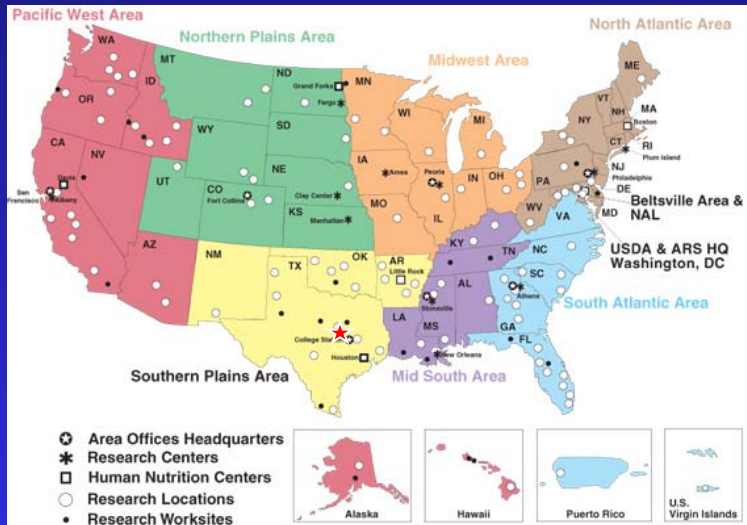 Pacific West Area
Northern Plains Area
Midwest Area
North Atlantic Area
WA
MT
ND
MN
ME
VT
NH
MA
Boston
ID
OR
Grand Forks
Fargo
WI
MI
NY
CT
RI
Plum Island
SD
WY
CA
NV
IA
Ames
Peoria
PA
NJ
Philadelphia
DE
Beltsville Area &
NAL
NE
UT
CO
Fort Collins
Clay Center
KS
Manhattan
MO
IL
IN
OH
WV
VA
MD
USDA & ARS HQ
Washington, DC
Davis
San
Francisco
Albany
AZ
NM
TX
OK
AR
Little Rock
KY
TN
NC
SC
Athens
South Atlantic Area
AL
GA
Stoneville
LA
MS
FL
College Sta
Houston
New Orleans
Southern Plains Area
Mid South Area
Area Offices Headquarters
Research Centers
Human Nutrition Centers
Research Locations
Research Worksites
Alaska
Hawaii
Puerto Rico
U.S.
Virgin Islands